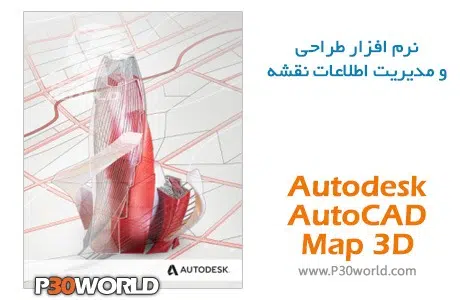 نرم افزار طراحی
و مدیریت اطلاعات نقشه
Autodesk
AutoCAD
Map 3D
www.P30world.com
AUTODESK
P30WORLD